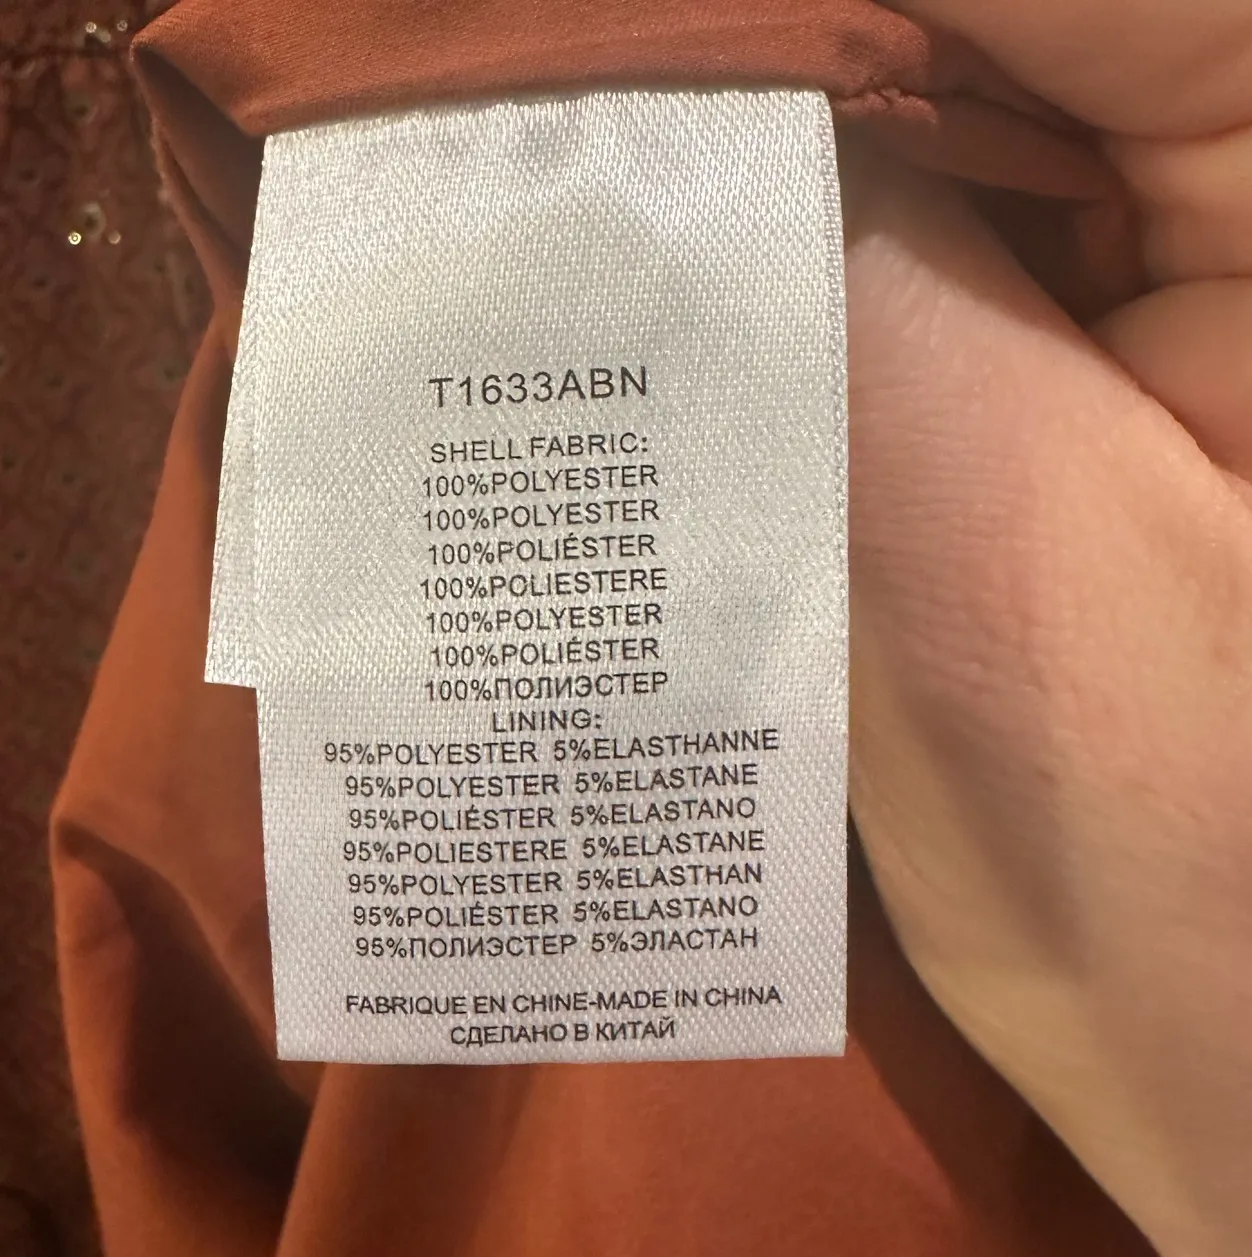 T1633ABN
SHELL FABRIC:
100%POLYESTER
100%POLYESTER
100%POLIÉSTER
100%POLIESTERE
100%POLYESTER
100%POLIÉSTER
100%ПОЛИЭСТЕР
LINING:
95%POLYESTER 5%ELASTHANNE
95%POLYESTER 5%ELASTANE
95%POLIÉSTER 5%ELASTANO
95%POLIESTERE 5%ELASTANE
95%POLYESTER 5%ELASTHAN
95%POLIÉSTER 5%ELASTANO
95%ПОЛИЭСТЕР 5%ЭЛАСТАН
FABRIQUE EN CHINE-MADE IN CHINA
СДЕЛАНО В КИТАЙ